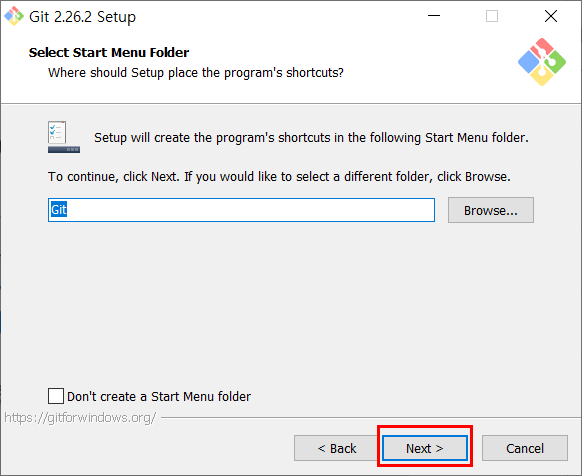 Git 2.26.2 Setup
Select Start Menu Folder
Where should Setup place the program's shortcuts?
Setup will create the program's shortcuts in the following Start Menu folder.
To continue, click Next. If you would like to select a different folder, click Browse.
Git
Browse...
Don't create a Start Menu folder
https://gitforwindows.org/
< Back
Next >
Cancel